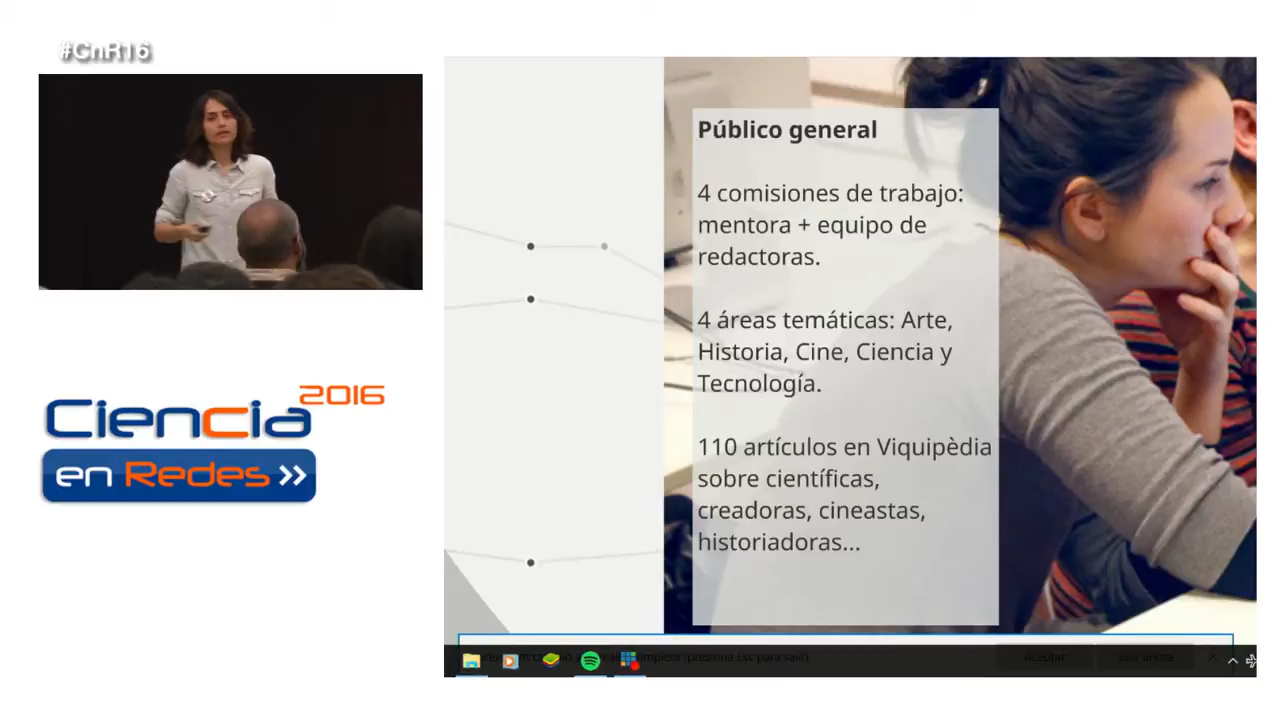 #CnR16
Público general
4 comisiones de trabajo:
mentora + equipo de
redactoras.
4 áreas temáticas: Arte,
Historia, Cine, Ciencia y
Tecnología.
110 artículos en Viquipèdia
sobre científicas,
creadoras, cineastas,
historiadoras...
2016
Ciencia
en Redes